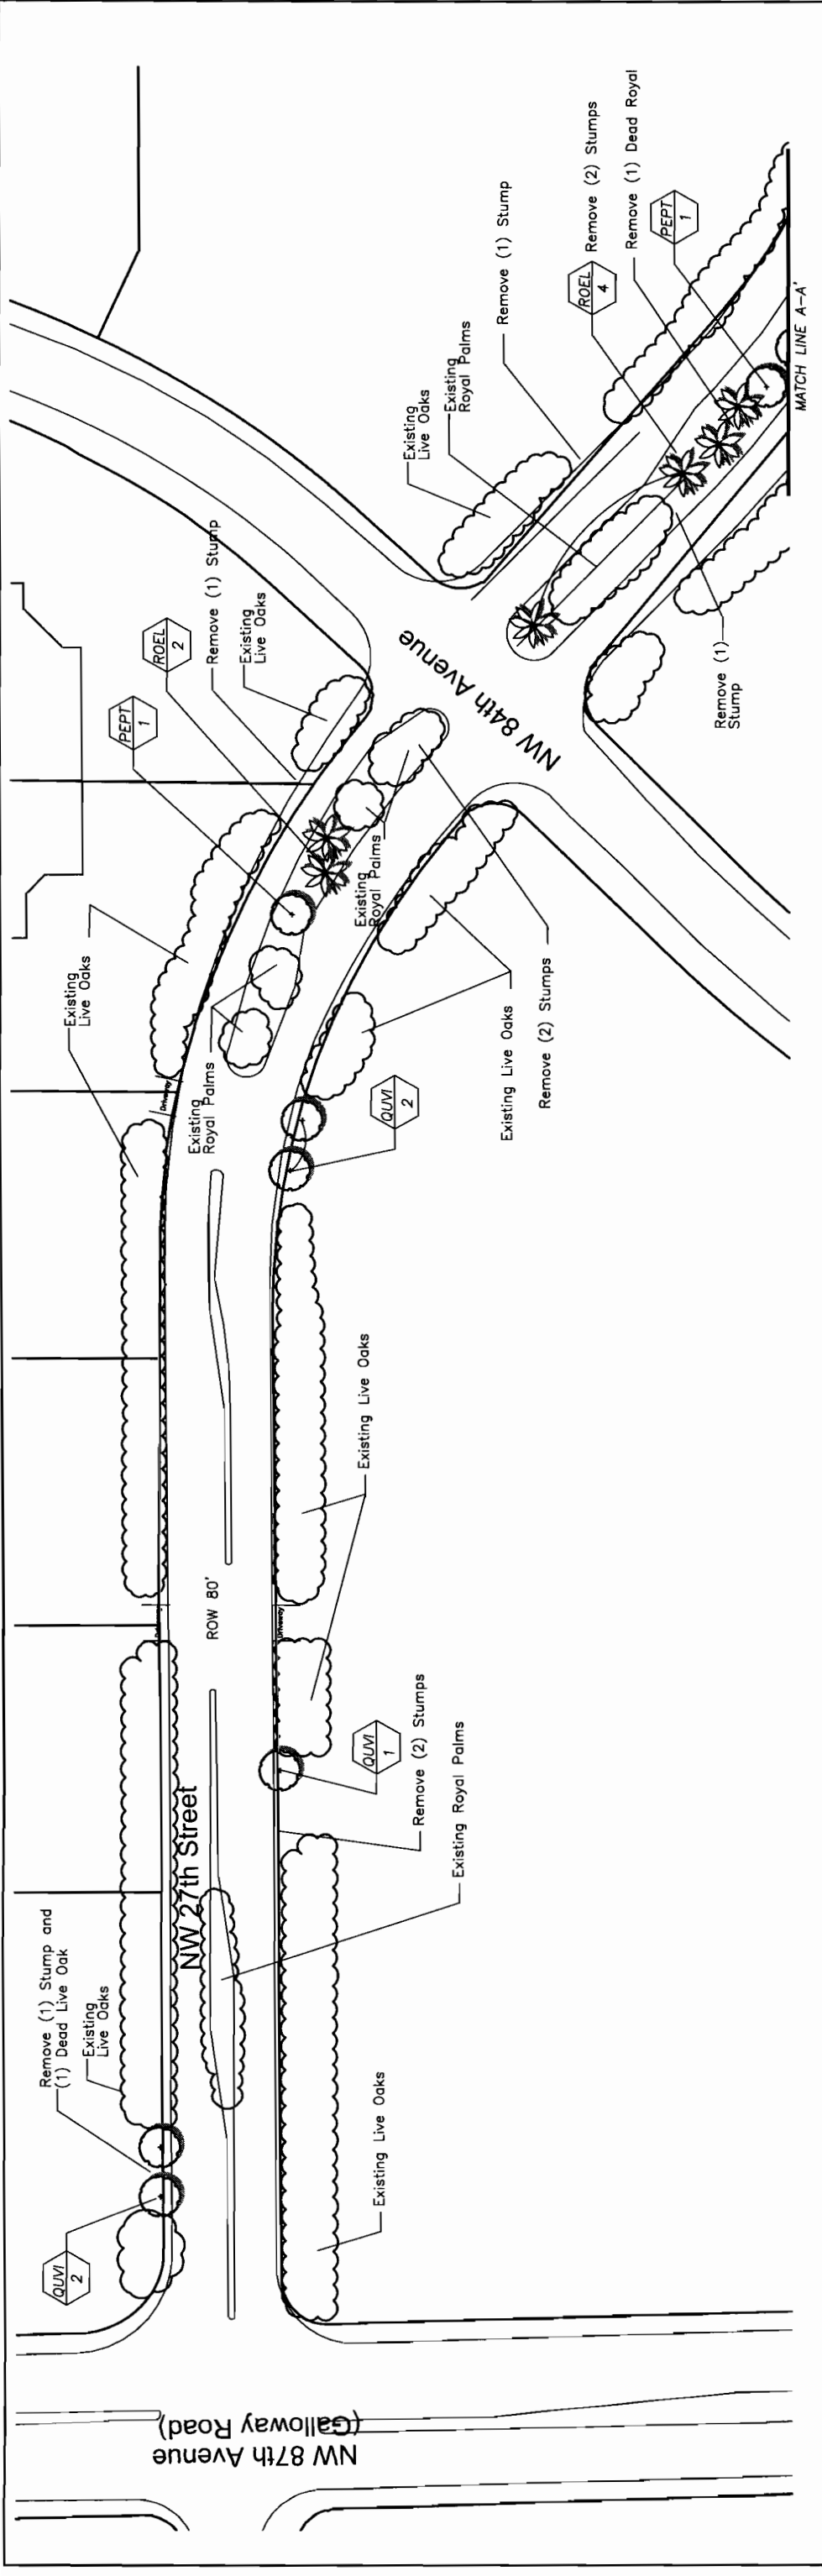 Remove (1) Stump and
(1) Dead Live Oak
Existing
Live Oaks
QUVI
2
NW 87th Avenue
(Galloway Road)
NW 27th Street
Existing Live Oaks
Existing Royal Palms
Remove (2) Stumps
QUVI
1
Driveway
ROW 80'
Existing Live Oaks
Existing
Live Oaks
Driveway
Existing
Royal Palms
QUVI
2
Existing Live Oaks
Remove (2) Stumps
PEPT
1
ROEL
2
Remove (1) Stump
Existing
Live Oaks
Existing
Royal Palms
NW 84th Avenue
Remove (1)
Stump
Existing
Live Oaks
Existing
Royal Palms
Remove (1) Stump
ROEL
4
Remove (2) Stumps
Remove (1) Dead Royal
PEPT
1
MATCH LINE A-A'